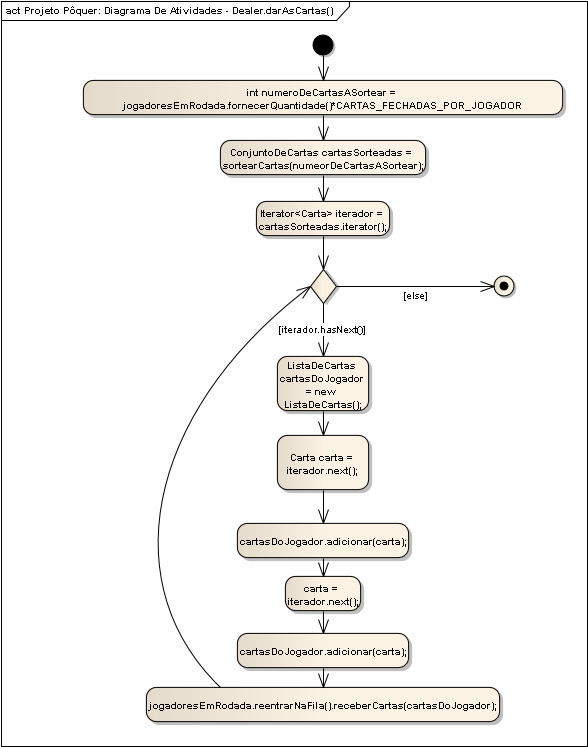 act Projeto Pôquer: Diagrama De Atividades - Dealer.darAsCartas()
int numeroDeCartasASortear =
jogadoresEmRodada.fornecerQuantidade()*CARTAS_FECHADAS_POR_JOGADOR
ConjuntoDeCartas cartasSorteadas =
sortearCartas(numeorDeCartasASortear);
Iterator<Carta> iterador =
cartasSorteadas.iterator();
[else]
[iterador.hasNext()]
ListaDeCartas
cartasDoJogador
= new
ListaDeCartas();
Carta carta =
iterador.next();
cartasDoJogador.adicionar(carta);
carta =
iterador.next();
cartasDoJogador.adicionar(carta);
jogadoresEmRodada.reentrarNaFila().receberCartas(cartasDoJogador);